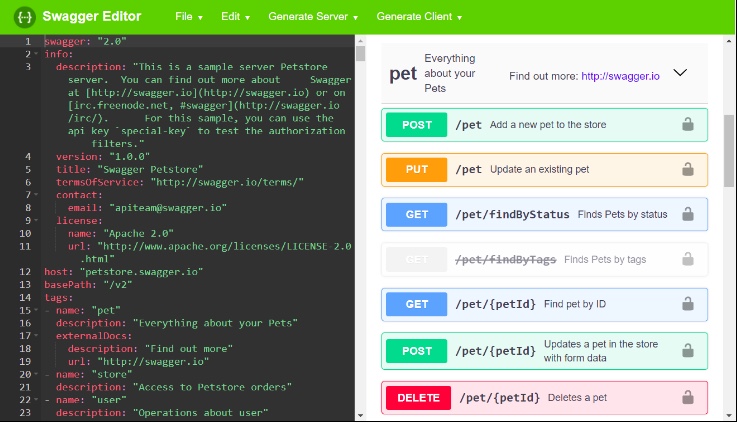 {···} Swagger Editor File ▾ Edit ▾ Generate Server ▾ Generate Client ▾
1 swagger: "2.0"
2 info:
3 description: "This is a sample server Petstore
server. You can find out more about Swagger
at [http://swagger.io](http://swagger.io) or on
[irc.freenode.net, #swagger](http://swagger.io
/irc/). For this sample, you can use the
api key `special-key` to test the authorization
filters."
4 version: "1.0.0"
5 title: "Swagger Petstore"
6 termsOfService: "http://swagger.io/terms/"
7 contact:
8 email: "apiteam@swagger.io"
9 license:
10 name: "Apache 2.0"
11 url: "http://www.apache.org/licenses/LICENSE-2.0
.html"
12 host: "petstore.swagger.io"
13 basePath: "/v2"
14 tags:
15 - name: "pet"
16 description: "Everything about your Pets"
17 externalDocs:
18 description: "Find out more"
19 url: "http://swagger.io"
20 - name: "store"
21 description: "Access to Petstore orders"
22 - name: "user"
23 description: "Operations about user"
pet
Everything
about your
Pets
Find out more: http://swagger.io
POST /pet Add a new pet to the store
PUT /pet Update an existing pet
GET /pet/findByStatus Finds Pets by status
GET /pet/findByTags Finds Pets by tags
GET /pet/{petId} Find pet by ID
POST /pet/{petId} Updates a pet in the store
with form data
DELETE /pet/{petId} Deletes a pet